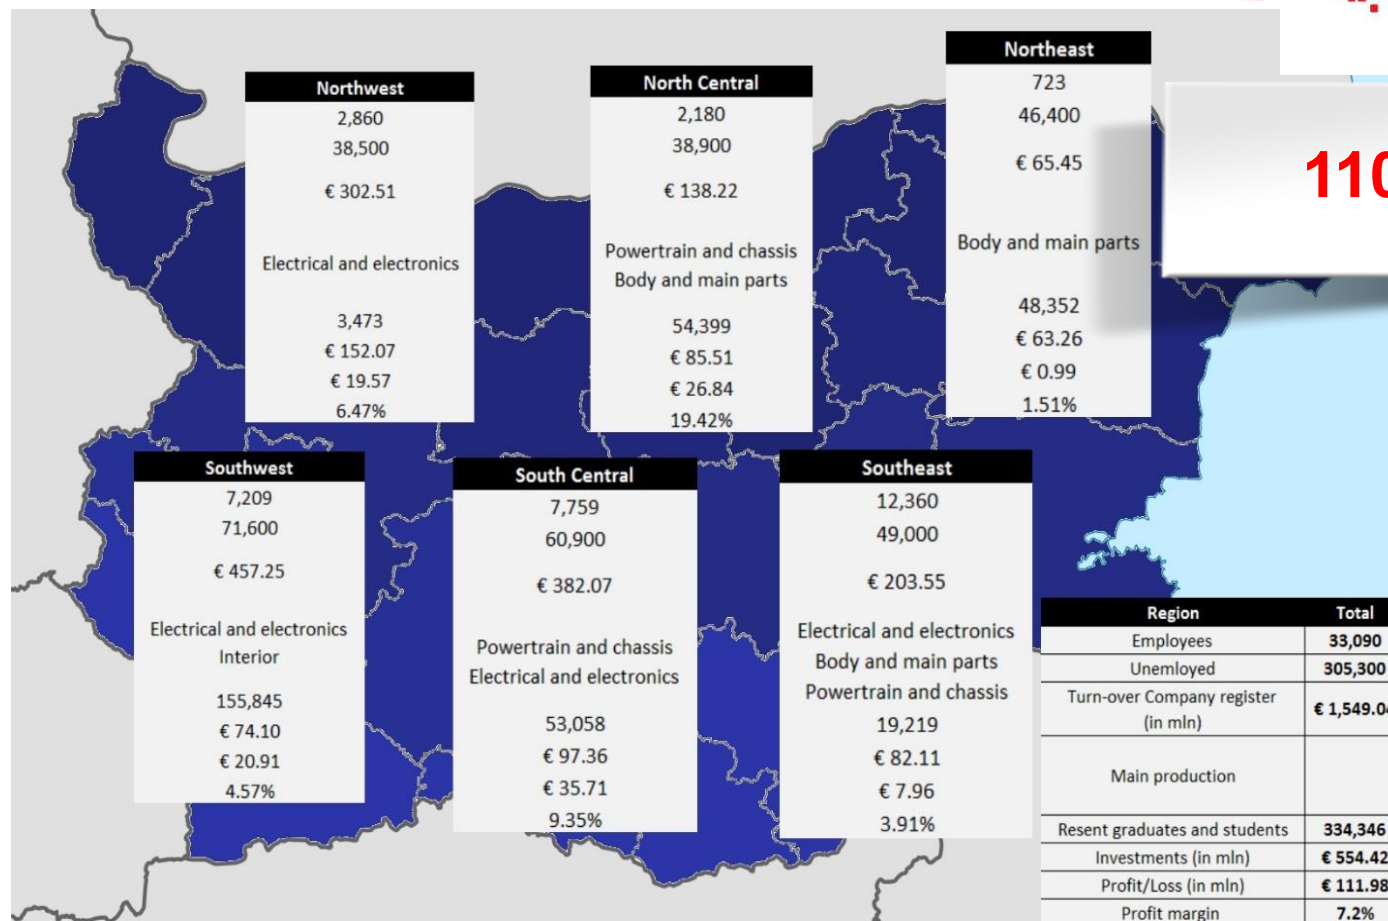 Northwest
2,860
38,500
€ 302.51
Electrical and electronics
3,473
€ 152.07
€ 19.57
6.47%
North Central
2,180
38,900
€ 138.22
Powertrain and chassis
Body and main parts
54,399
€ 85.51
€ 26.84
19.42%
Northeast
723
46,400
€ 65.45
Body and main parts
48,352
€ 63.26
€ 0.99
1.51%
110
Southwest
7,209
71,600
€ 457.25
Electrical and electronics
Interior
155,845
€ 74.10
€ 20.91
4.57%
South Central
7,759
60,900
€ 382.07
Powertrain and chassis
Electrical and electronics
53,058
€ 97.36
€ 35.71
9.35%
Southeast
12,360
49,000
€ 203.55
Electrical and electronics
Body and main parts
Powertrain and chassis
19,219
€ 82.11
€ 7.96
3.91%
Region Total
Employees 33,090
Unemloyed 305,300
Turn-over Company register
(in mln) € 1,549.04
Main production
Resent graduates and students 334,346
Investments (in mln) € 554.42
Profit/Loss (in mln) € 111.98
Profit margin 7.2%